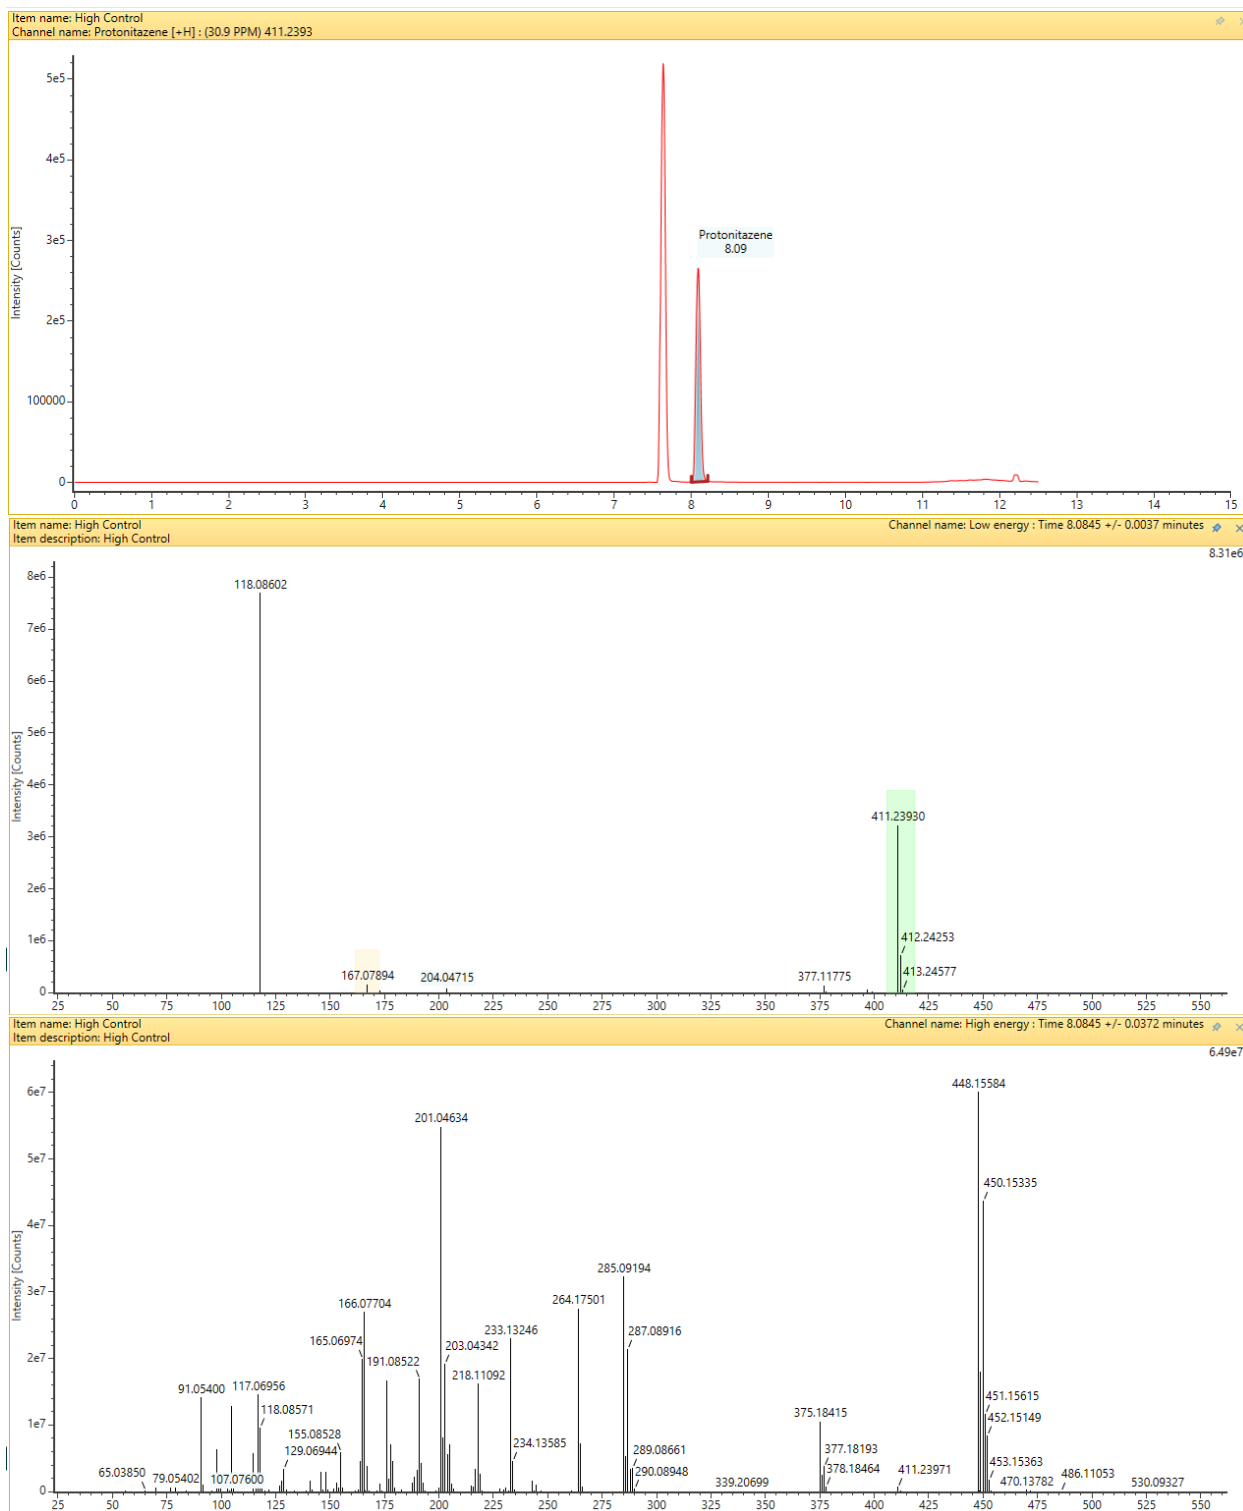 Item name: High Control
Channel name: Protonitazene [+H] : (30.9 PPM) 411.2393
Intensity [Counts]
5e5
4e5
3e5
2e5
100000
0
Protonitazene
8.09
0 1 2 3 4 5 6 7 8 9 10 11 12 13 14 15
Item name: High Control
Channel name: Low energy : Time 8.0845 +/- 0.0037 minutes
Item description: High Control
8.31e6
Intensity [Counts]
8e6
7e6
6e6
5e6
4e6
3e6
2e6
1e6
0
118.08602
411.23930
412.24253
167.07894
204.04715
377.11775
413.24577
25 50 75 100 125 150 175 200 225 250 275 300 325 350 375 400 425 450 475 500 525 550
Item name: High Control
Channel name: High energy : Time 8.0845 +/- 0.0372 minutes
Item description: High Control
6.49e7
Intensity [Counts]
6e7
5e7
4e7
3e7
2e7
1e7
0
448.15584
201.04634
450.15335
285.09194
264.17501
166.07704
233.13246
287.08916
165.06974
203.04342
191.08522
218.11092
91.05400
117.06956
118.08571
375.18415
451.15615
452.15149
155.08528
129.06944
234.13585
289.08661
377.18193
453.15363
65.03850
79.05402
107.07600
290.08948
339.20699
378.18464
411.23971
470.13782
486.11053
530.09327
25 50 75 100 125 150 175 200 225 250 275 300 325 350 375 400 425 450 475 500 525 550